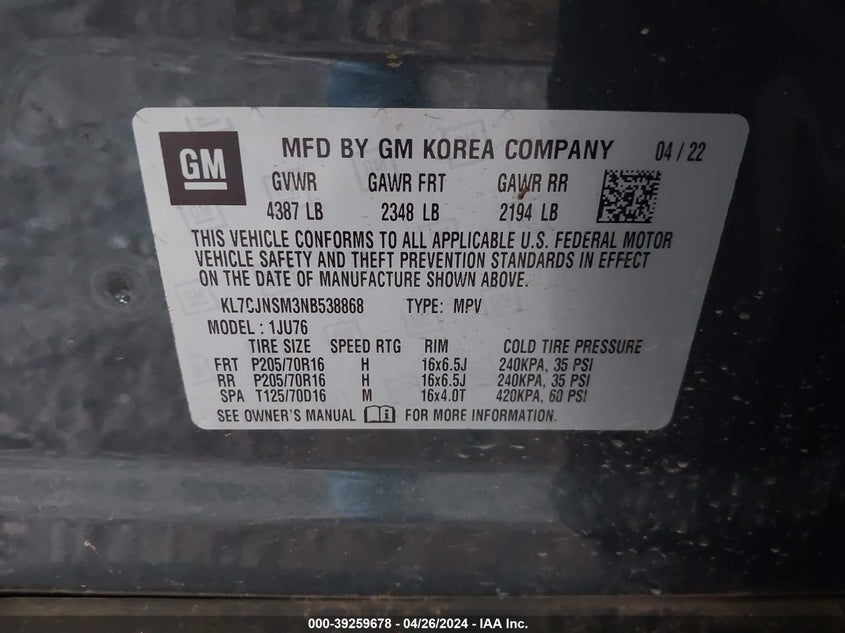 GM MFD BY GM KOREA COMPANY 04 / 22
GVWR GAWR FRT GAWR RR
4387 LB 2348 LB 2194 LB
THIS VEHICLE CONFORMS TO ALL APPLICABLE U.S. FEDERAL MOTOR
VEHICLE SAFETY AND THEFT PREVENTION STANDARDS IN EFFECT
ON THE DATE OF MANUFACTURE SHOWN ABOVE.
KL7CJNSM3NB538868 TYPE: MPV
MODEL : 1JU76
TIRE SIZE SPEED RTG RIM COLD TIRE PRESSURE
FRT P205/70R16 H 16x6.5J 240KPA, 35 PSI
RR P205/70R16 H 16x6.5J 240KPA, 35 PSI
SPA T125/70D16 M 16x4.0T 420KPA, 60 PSI
SEE OWNER'S MANUAL FOR MORE INFORMATION.
000-39259678 - 04/26/2024 - IAA Inc.